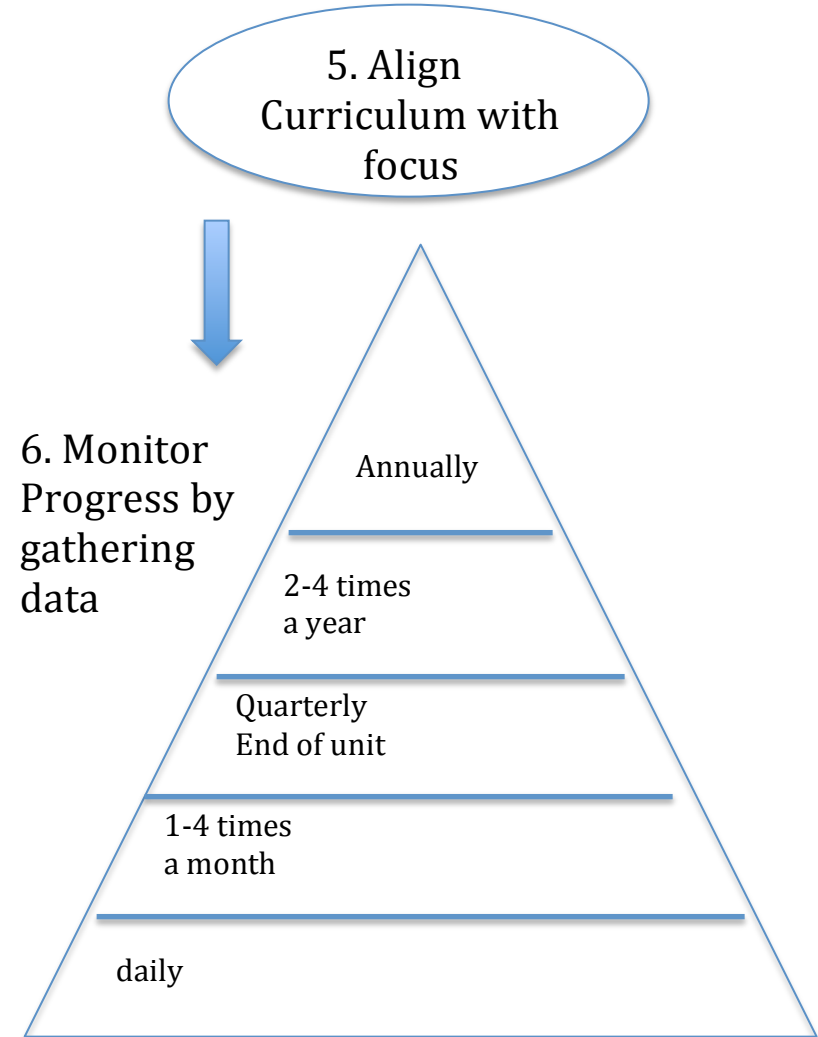 5. Align
Curriculum with
focus
6. Monitor
Progress by
gathering
data
Annually
2-4 times
a year
Quarterly
End of unit
1-4 times
a month
daily